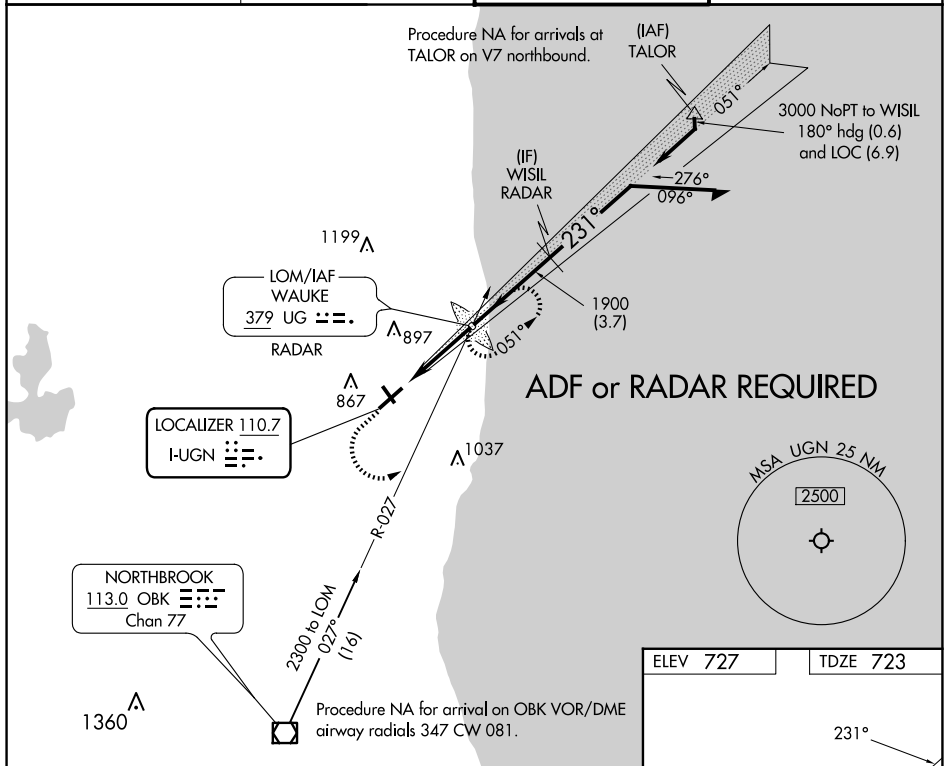 Procedure NA for arrivals at
TALOR on V7 northbound.
(IAF)
TALOR
051°
3000 NoPT to WISIL
180° hdg (0.6)
and LOC (6.9)
(IF)
WISIL
RADAR
276°
096°
231°
1199
LOM/IAF
WAUKE
379 UG
RADAR
897
1900
(3.7)
051°
867
ADF or RADAR REQUIRED
LOCALIZER 110.7
I-UGN
1037
MSA UGN 25 NM
2500
R-027
NORTHBROOK
113.0 OBK
Chan 77
2300 to LOM
027°
(16)
1360
Procedure NA for arrival on OBK VOR/DME
airway radials 347 CW 081.
ELEV 727
TDZE 723
231°